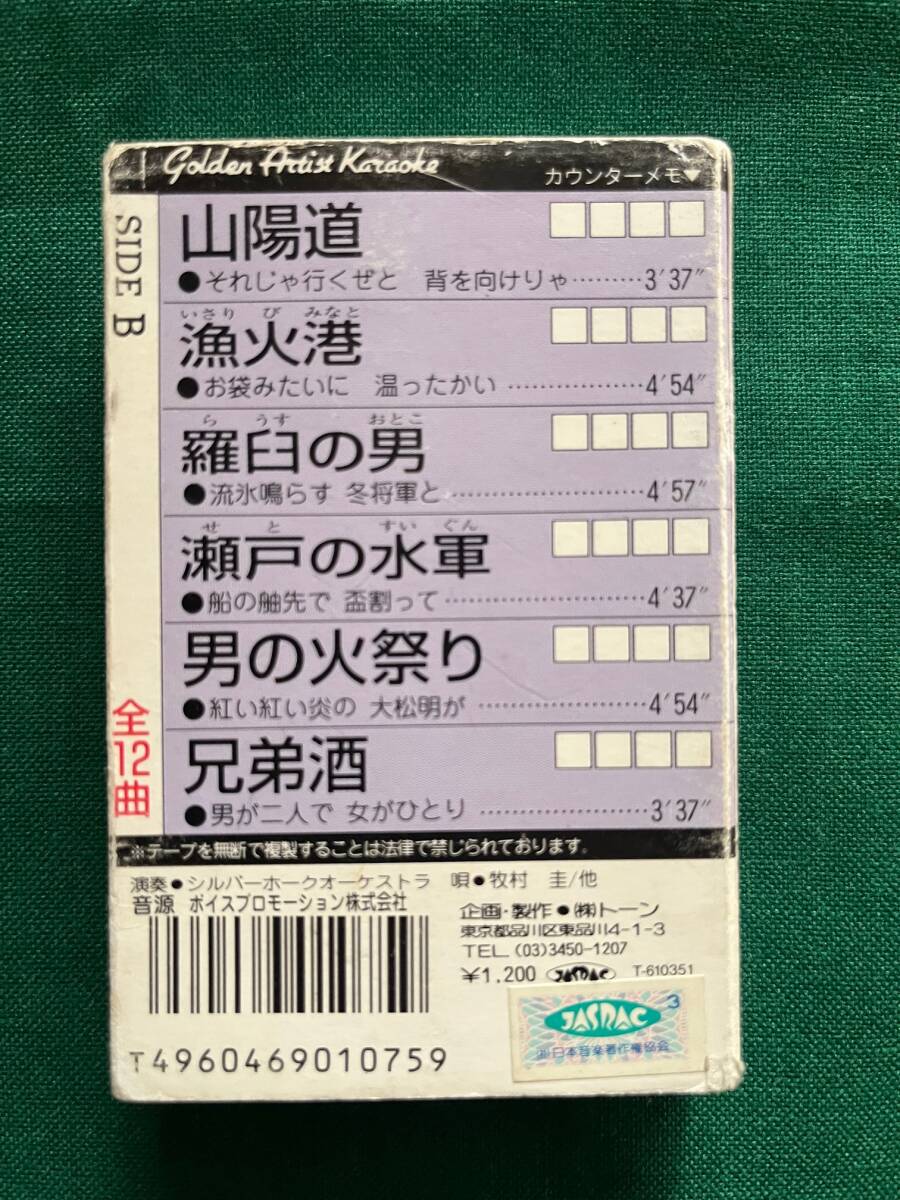 Golden Artist Karaoke
カウンターメモ▼
SIDE B
山陽道
●それじゃ行くぜと 背を向けりゃ………3′37″
いさり び みなと
漁火港
●お袋みたいに 温ったかい………………4′54″
ら うす おとこ
羅臼の男
●流氷鳴らす 冬将軍と………………………4′57″
せ と すい ぐん
瀬戸の水軍
●船の舳先で 盃割って………………………4′37″
男の火祭り
●紅い紅い炎の 大松明が……………………4′54″
兄弟酒
●男が二人で 女がひとり……………………3′37″
全12曲
※テープを無断で複製することは法律で禁じられております。
演奏●シルバーホークオーケストラ 唄●牧村 圭/他
音源 ボイスプロモーション株式会社
企画・製作●㈱トーン
東京都品川区東品川4-1-3
TEL (03)3450-1207
¥1,200 JASRAC T-610351
T4960469010759
3
JASRAC
㈳日本音楽著作権協会